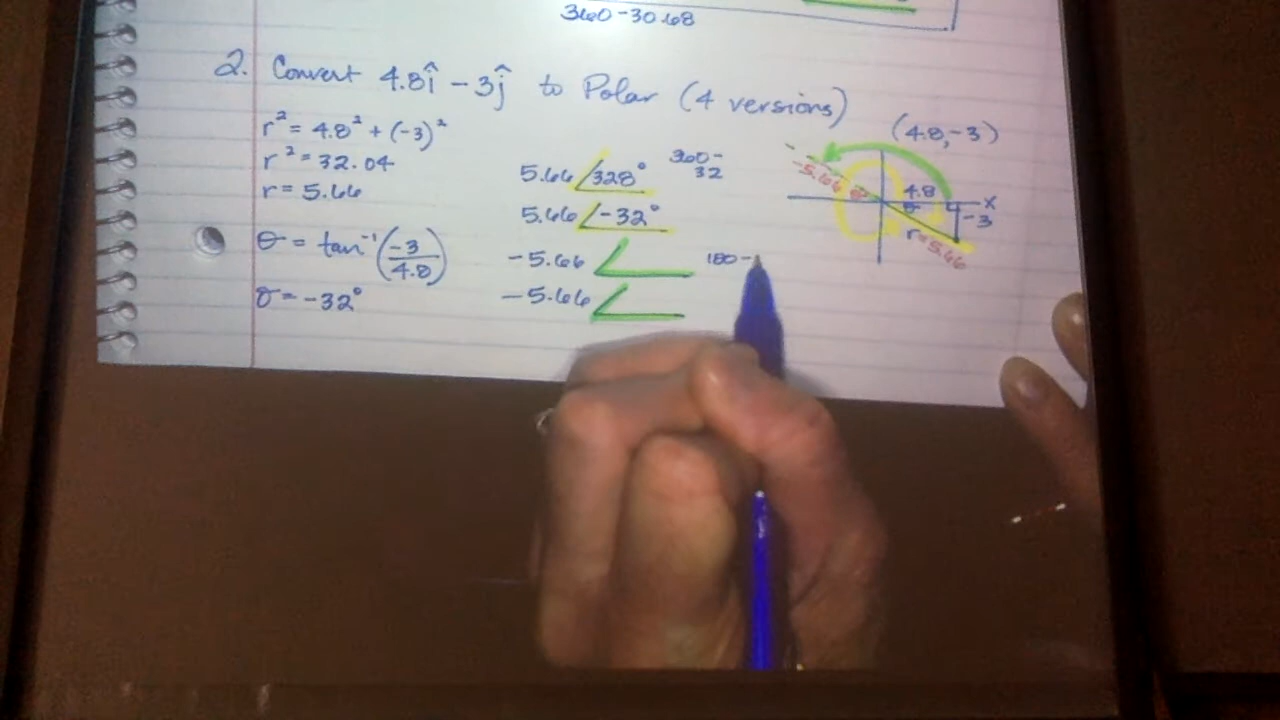 360-30.68
2. Convert 4.8î - 3ĵ to Polar (4 versions)
r² = 4.8² + (-3)²
r² = 32.04
r = 5.66
θ = tan⁻¹(-3/4.8)
θ = -32°
5.66 ∠328°
360-
32
5.66 ∠-32°
-5.66 ∠
180-
-5.66 ∠
(4.8,-3)
-5.66
θ
4.8
x
θ
-3
r=5.66